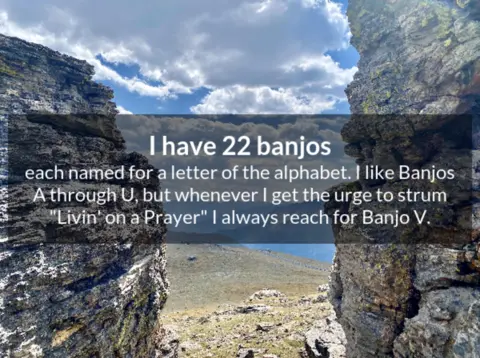 I have 22 banjos
each named for a letter of the alphabet. I like Banjos
A through U, but whenever I get the urge to strum
"Livin' on a Prayer" I always reach for Banjo V.